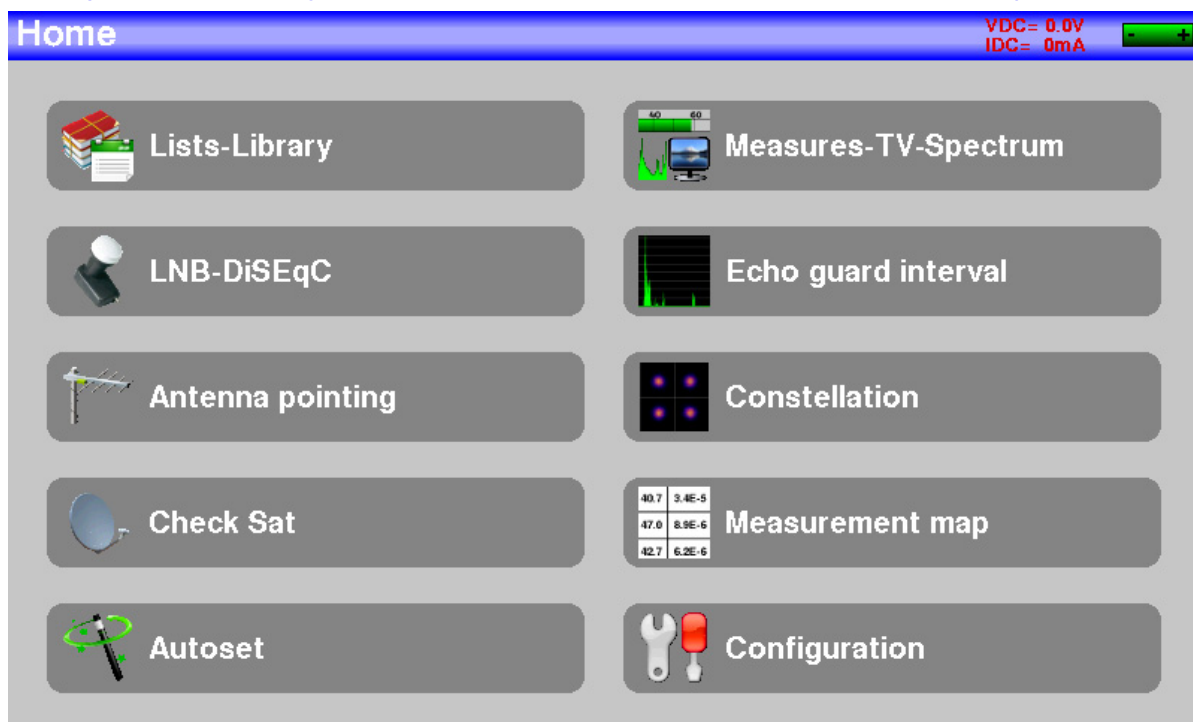 Home
VDC= 0.0V
IDC= 0mA
- +
Lists-Library
40 60
Measures-TV-Spectrum
LNB-DiSEqC
Echo guard interval
Antenna pointing
Constellation
Check Sat
40.7 3.4E-5
47.0 8.9E-6
42.7 6.2E-6
Measurement map
Autoset
Configuration